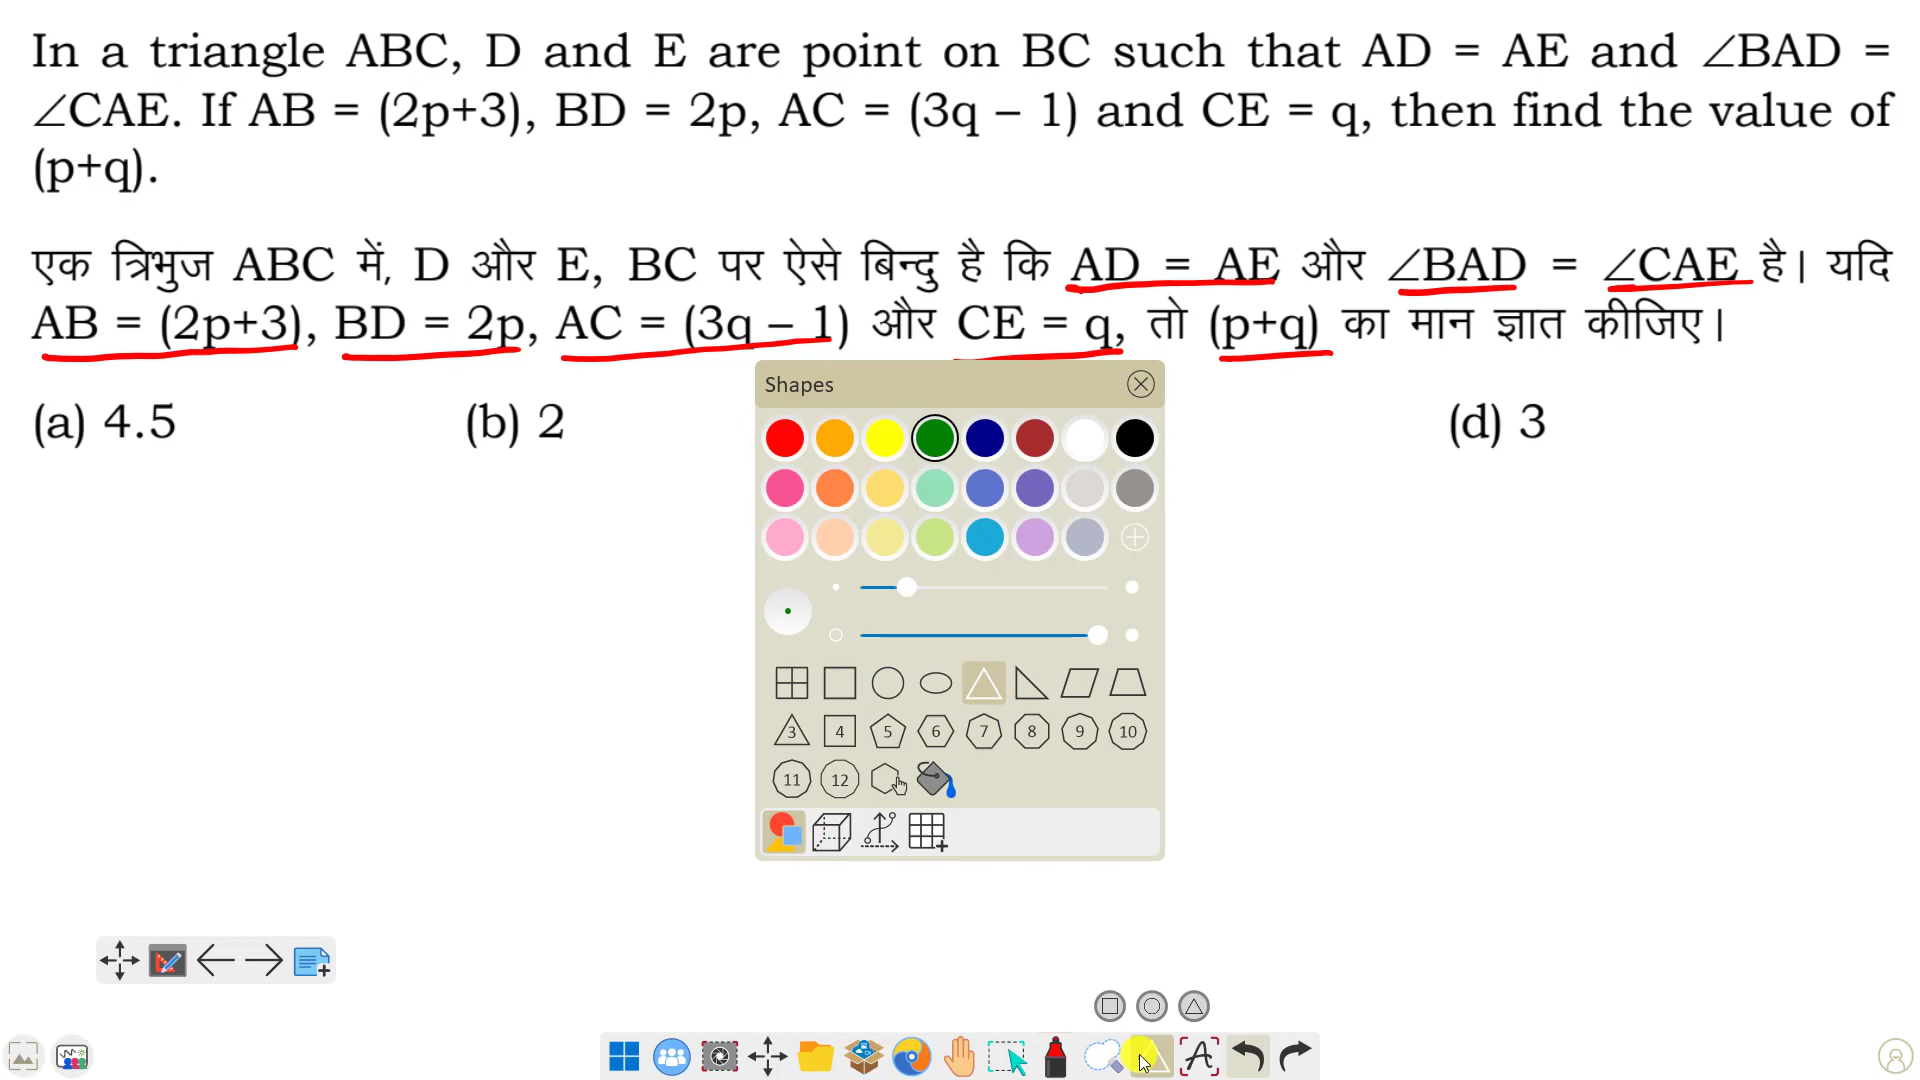 In a triangle ABC, D and E are point on BC such that AD = AE and ∠BAD =
∠CAE. If AB = (2p+3), BD = 2p, AC = (3q – 1) and CE = q, then find the value of
(p+q).
एक त्रिभुज ABC में, D और E, BC पर ऐसे बिन्दु है कि AD = AE और ∠BAD = ∠CAE है। यदि
AB = (2p+3), BD = 2p, AC = (3q – 1) और CE = q, तो (p+q) का मान ज्ञात कीजिए।
(a) 4.5 (b) 2 (d) 3
Shapes
3 4 5 6 7 8 9 10
11 12